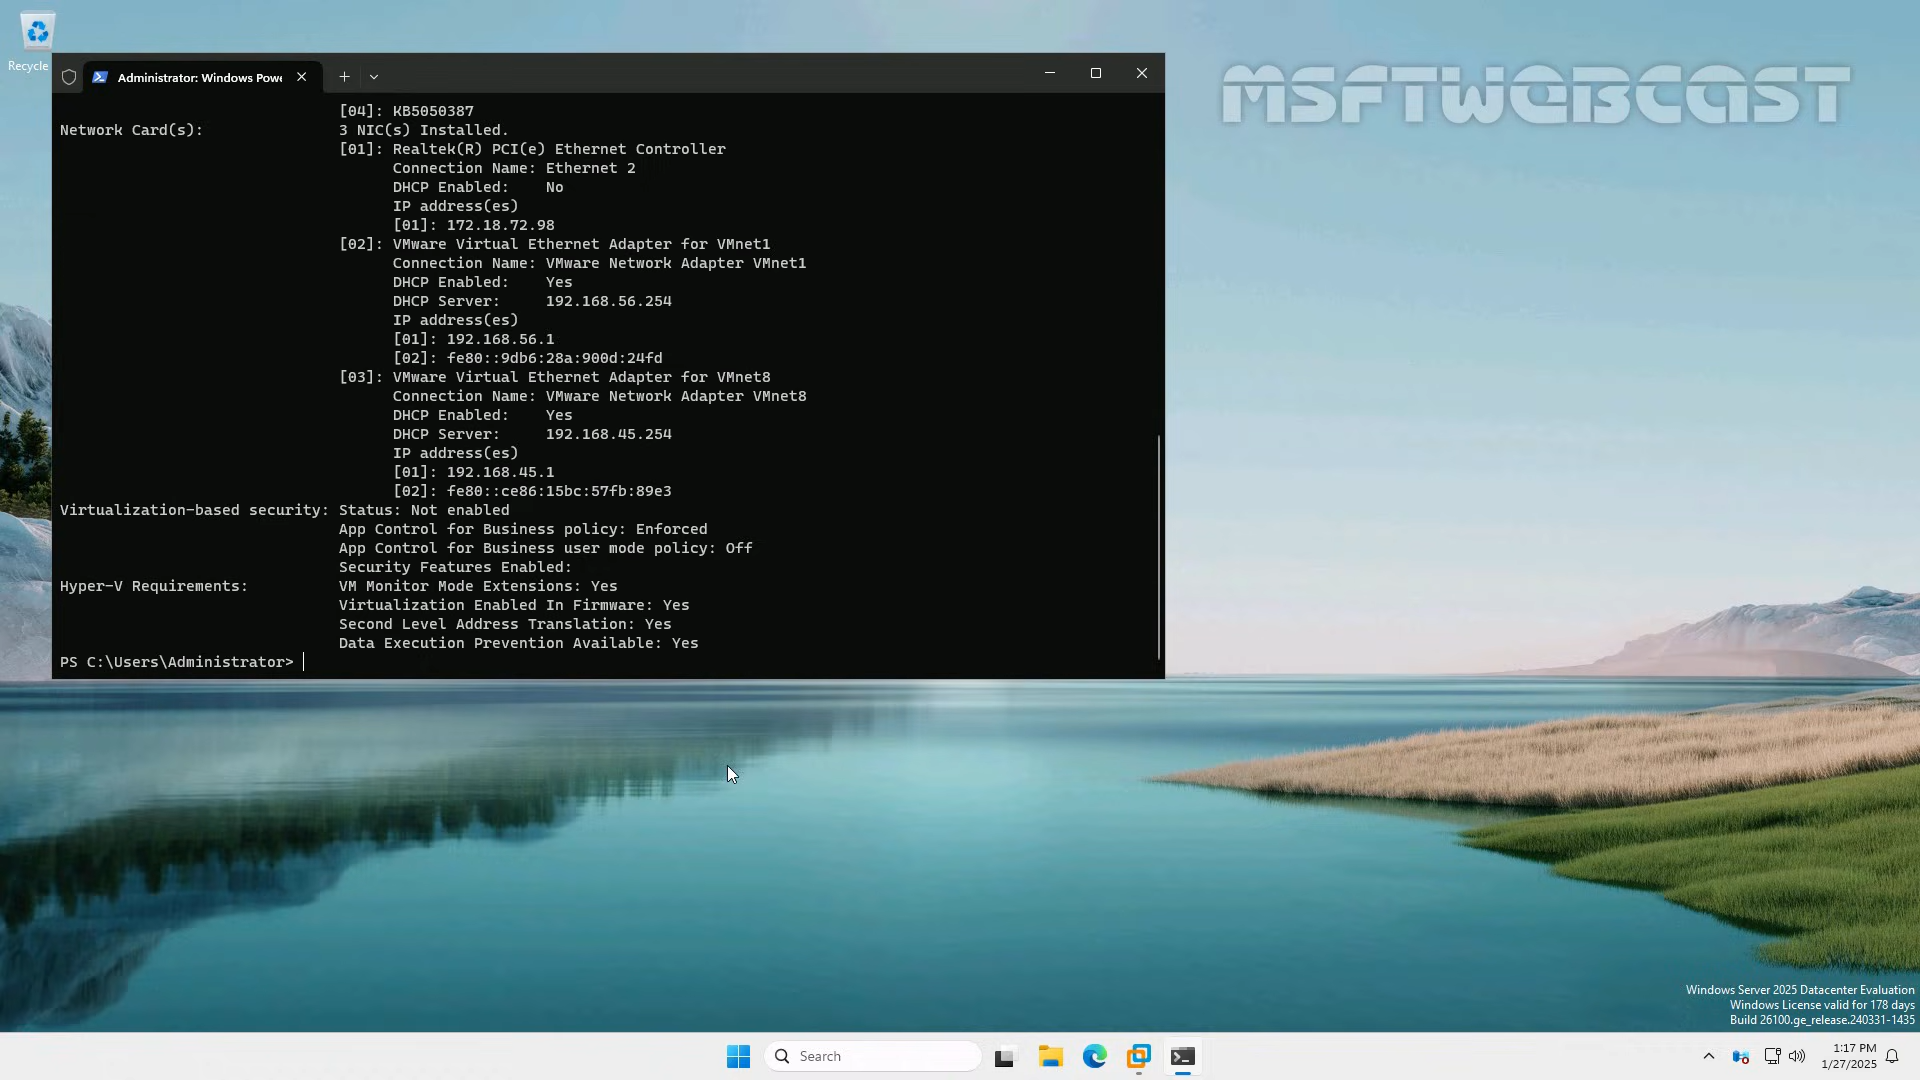 Recycle
Administrator: Windows Powe
MSFTWEBCAST
[04]: KB5050387
Network Card(s): 3 NIC(s) Installed.
[01]: Realtek(R) PCI(e) Ethernet Controller
Connection Name: Ethernet 2
DHCP Enabled: No
IP address(es)
[01]: 172.18.72.98
[02]: VMware Virtual Ethernet Adapter for VMnet1
Connection Name: VMware Network Adapter VMnet1
DHCP Enabled: Yes
DHCP Server: 192.168.56.254
IP address(es)
[01]: 192.168.56.1
[02]: fe80::9db6:28a:900d:24fd
[03]: VMware Virtual Ethernet Adapter for VMnet8
Connection Name: VMware Network Adapter VMnet8
DHCP Enabled: Yes
DHCP Server: 192.168.45.254
IP address(es)
[01]: 192.168.45.1
[02]: fe80::ce86:15bc:57fb:89e3
Virtualization-based security: Status: Not enabled
App Control for Business policy: Enforced
App Control for Business user mode policy: Off
Security Features Enabled:
Hyper-V Requirements: VM Monitor Mode Extensions: Yes
Virtualization Enabled In Firmware: Yes
Second Level Address Translation: Yes
Data Execution Prevention Available: Yes
PS C:\Users\Administrator>
Windows Server 2025 Datacenter Evaluation
Windows License valid for 178 days
Build 26100.ge_release.240331-1435
Search
1:17 PM
1/27/2025